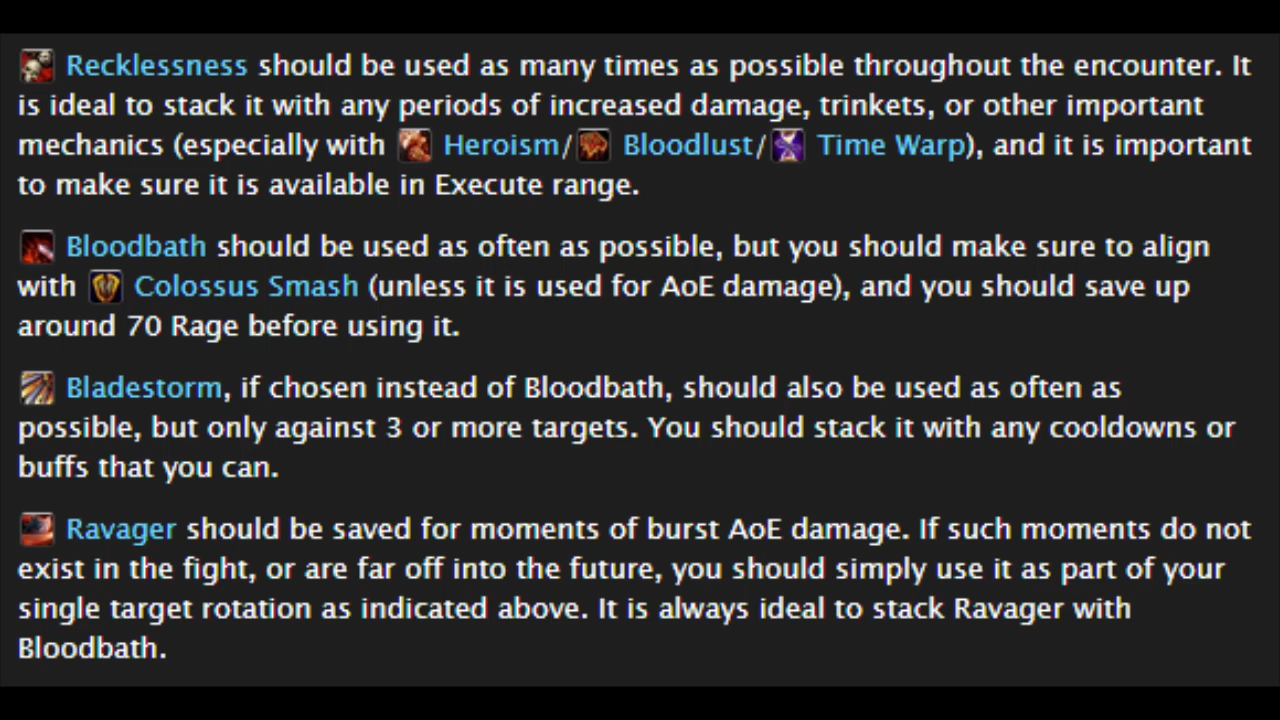 Recklessness should be used as many times as possible throughout the encounter. It
is ideal to stack it with any periods of increased damage, trinkets, or other important
mechanics (especially with Heroism/ Bloodlust/ Time Warp), and it is important
to make sure it is available in Execute range.
Bloodbath should be used as often as possible, but you should make sure to align
with Colossus Smash (unless it is used for AoE damage), and you should save up
around 70 Rage before using it.
Bladestorm, if chosen instead of Bloodbath, should also be used as often as
possible, but only against 3 or more targets. You should stack it with any cooldowns or
buffs that you can.
Ravager should be saved for moments of burst AoE damage. If such moments do not
exist in the fight, or are far off into the future, you should simply use it as part of your
single target rotation as indicated above. It is always ideal to stack Ravager with
Bloodbath.